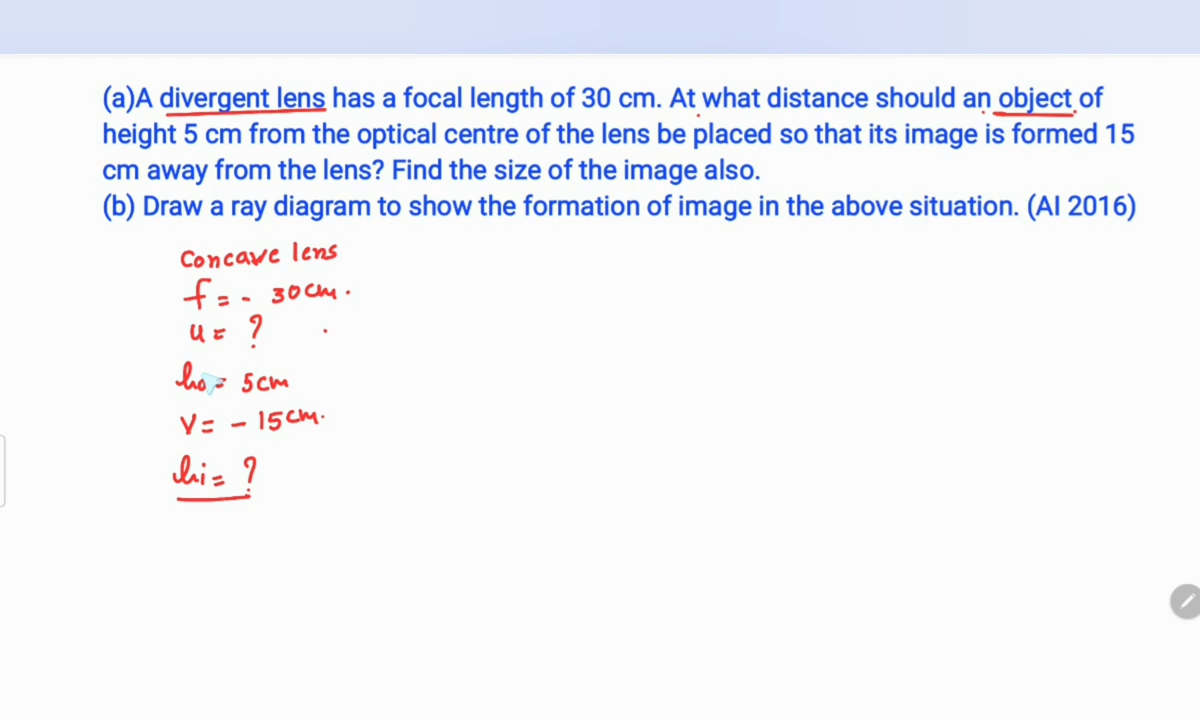 (a)A divergent lens has a focal length of 30 cm. At what distance should an object of
height 5 cm from the optical centre of the lens be placed so that its image is formed 15
cm away from the lens? Find the size of the image also.
(b) Draw a ray diagram to show the formation of image in the above situation. (AI 2016)
Concave lens
f = - 30cm.
u = ?
ho = 5cm
V = - 15cm.
hi = ?